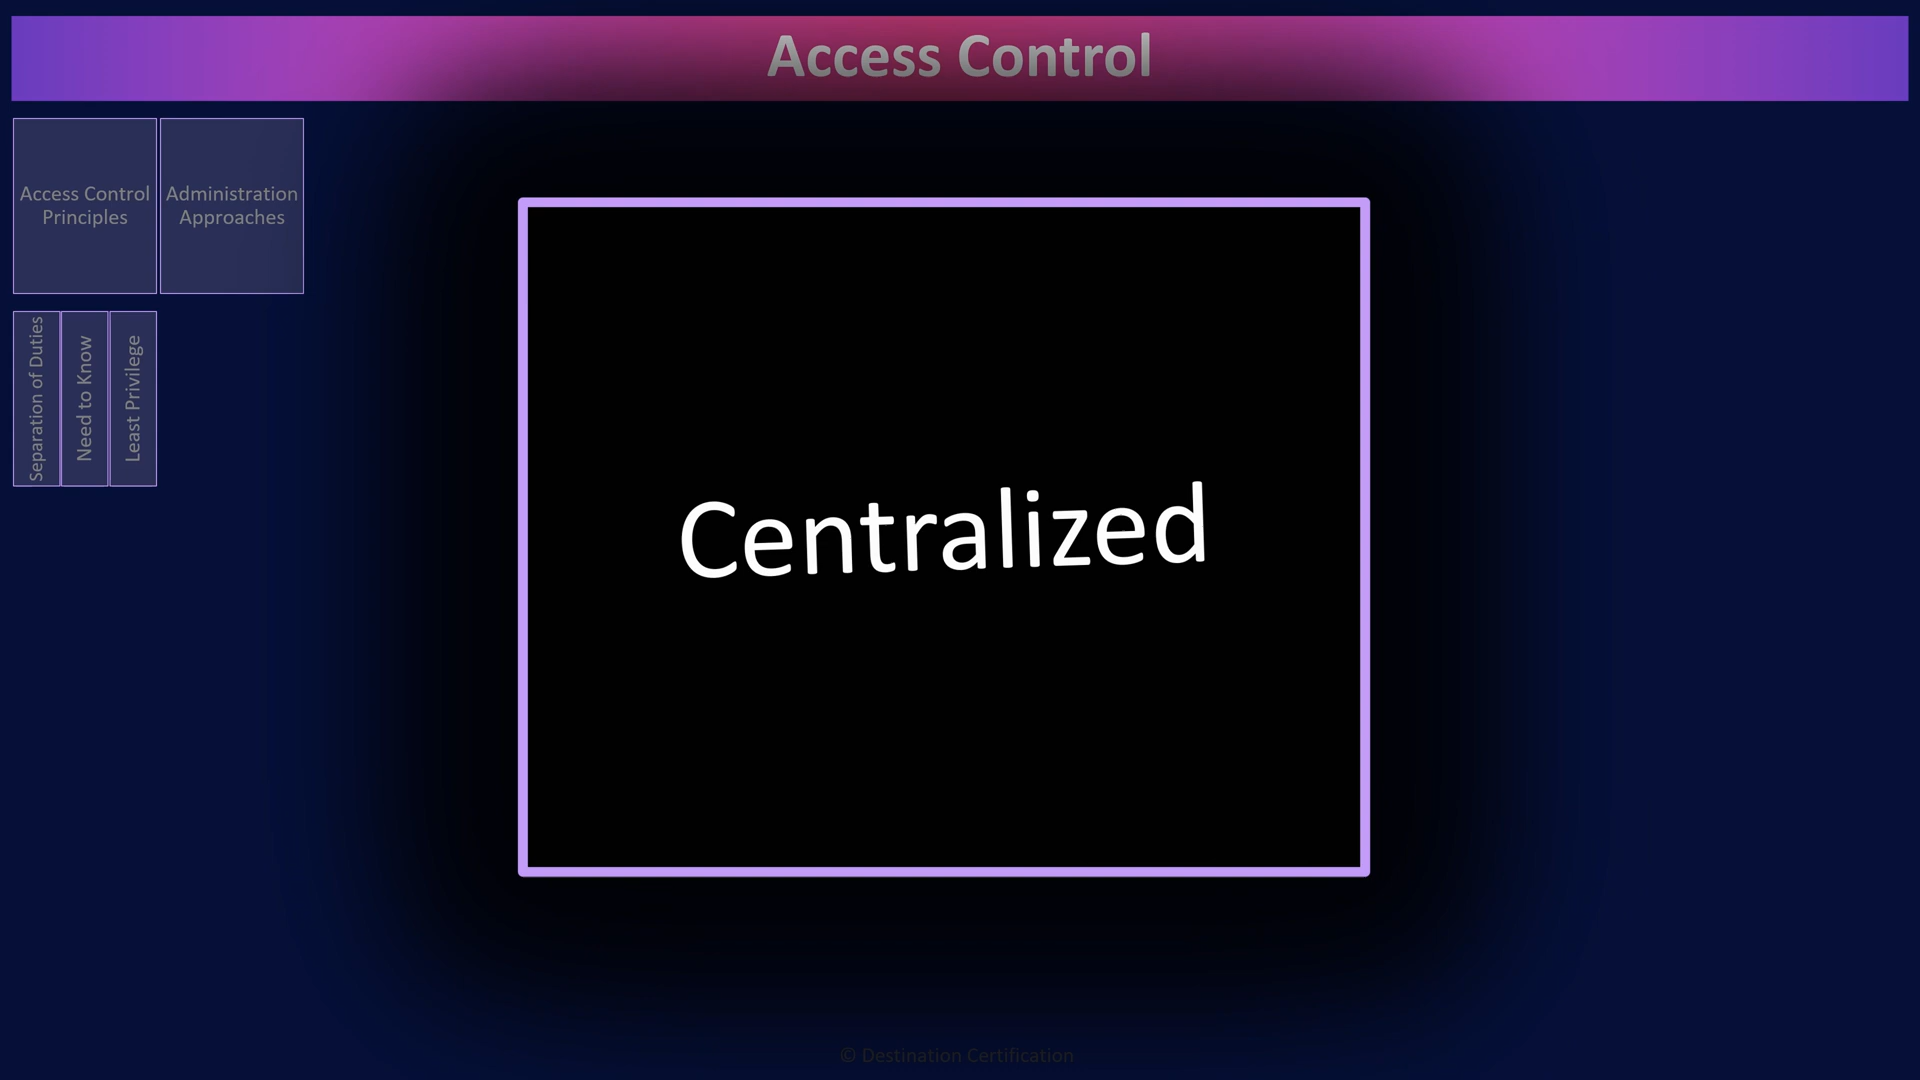 Access Control
Access Control
Principles
Administration
Approaches
Separation of Duties
Need to Know
Least Privilege
Centralized
© Destination Certification